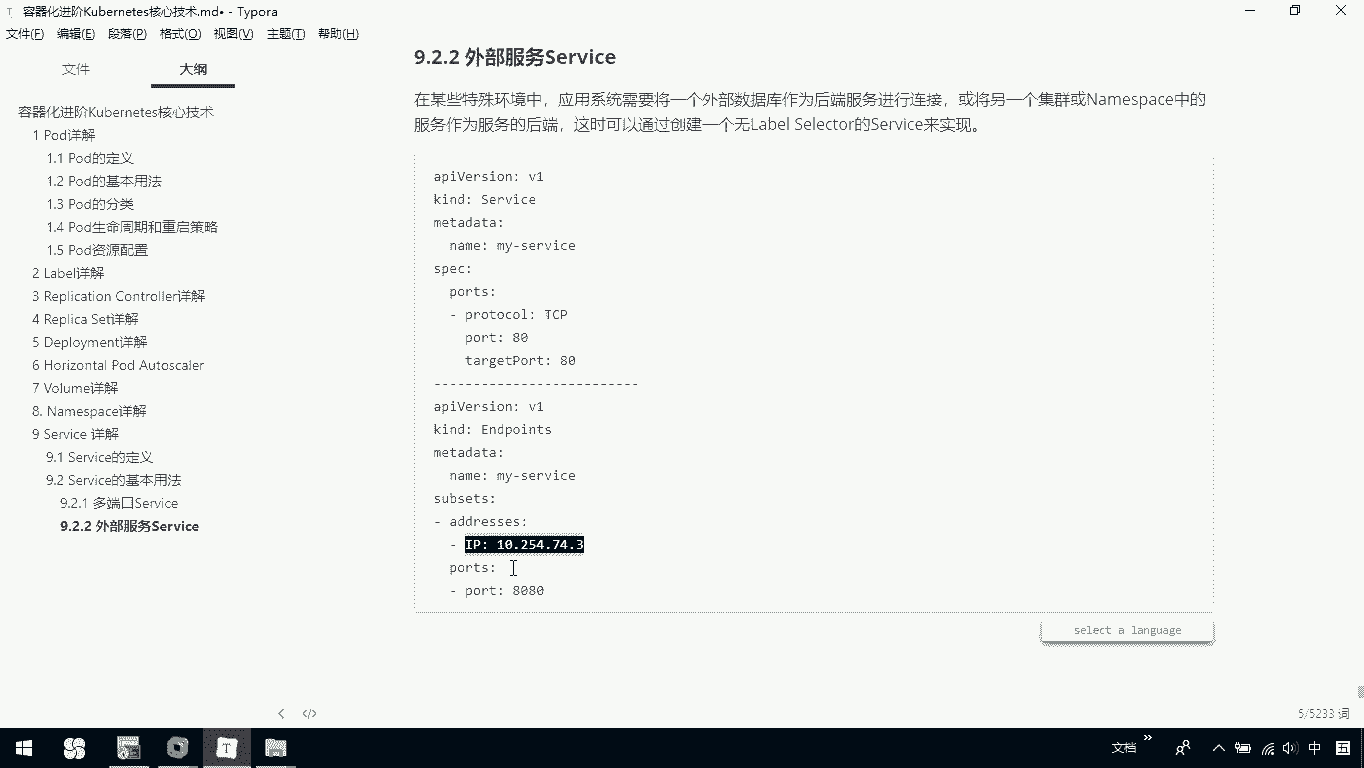 容器化进阶Kubernetes核心技术.md• - Typora
文件(F) 编辑(E) 段落(P) 格式(O) 视图(V) 主题(T) 帮助(H)
文件 大纲
容器化进阶Kubernetes核心技术
1 Pod详解
1.1 Pod的定义
1.2 Pod的基本用法
1.3 Pod的分类
1.4 Pod生命周期和重启策略
1.5 Pod资源配置
2 Label详解
3 Replication Controller详解
4 Replica Set详解
5 Deployment详解
6 Horizontal Pod Autoscaler
7 Volume详解
8. Namespace详解
9 Service 详解
9.1 Service的定义
9.2 Service的基本用法
9.2.1 多端口Service
9.2.2 外部服务Service
9.2.2 外部服务Service
在某些特殊环境中，应用系统需要将一个外部数据库作为后端服务进行连接，或将另一个集群或Namespace中的
服务作为服务的后端，这时可以通过创建一个无Label Selector的Service来实现。
apiVersion: v1
kind: Service
metadata:
  name: my-service
spec:
  ports:
  - protocol: TCP
    port: 80
    targetPort: 80
--------------------------
apiVersion: v1
kind: Endpoints
metadata:
  name: my-service
subsets:
- addresses:
  - IP: 10.254.74.3
  ports:
  - port: 8080
select a language
5/5233 词
T
文档 中 五